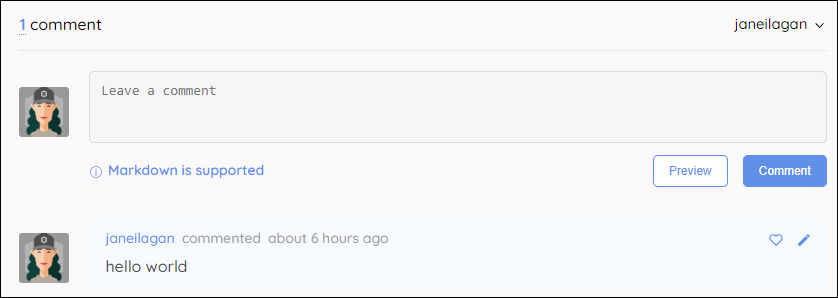 1 comment
janeilagan
Leave a comment
Markdown is supported
Preview
Comment
janeilagan commented about 6 hours ago
hello world